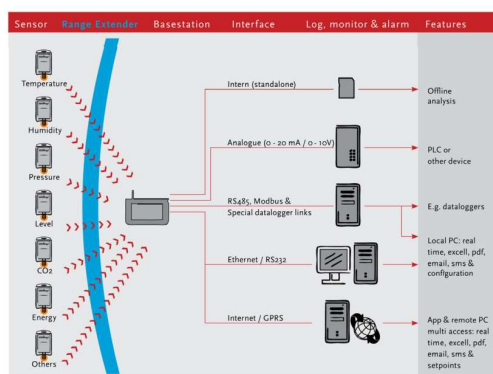 Sensor Range Extender Basestation Interface Log, monitor & alarm Features
Temperature
Humidity
Pressure
Level
CO2
Energy
Others
Intern (standalone)
Offline
analysis
Analogue (0 - 20 mA / 0 - 10V)
PLC or
other device
RS485, Modbus &
Special datalogger links
E.g. dataloggers
Ethernet / RS232
Local PC: real
time, excell, pdf,
email, sms &
configuration
Internet / GPRS
App & remote PC
multi access: real
time, excell, pdf,
email, sms &
setpoints